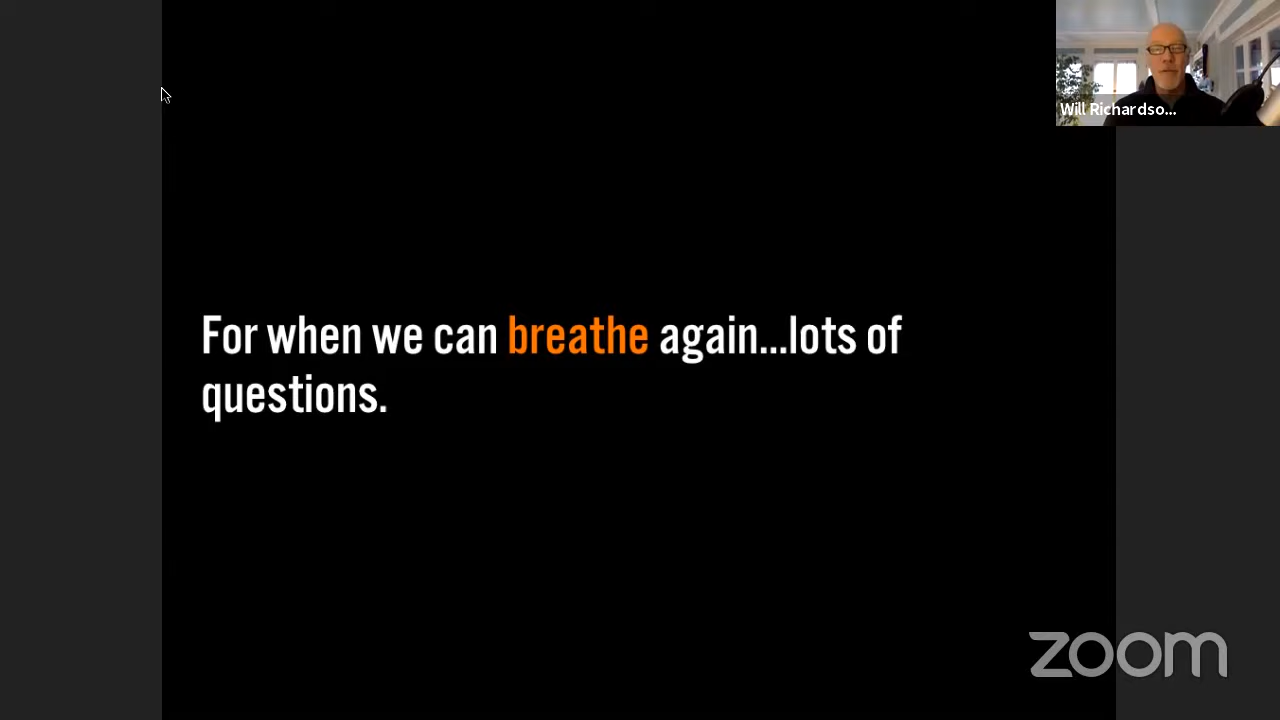 Will Richardso...
For when we can breathe again...lots of
questions.
zoom